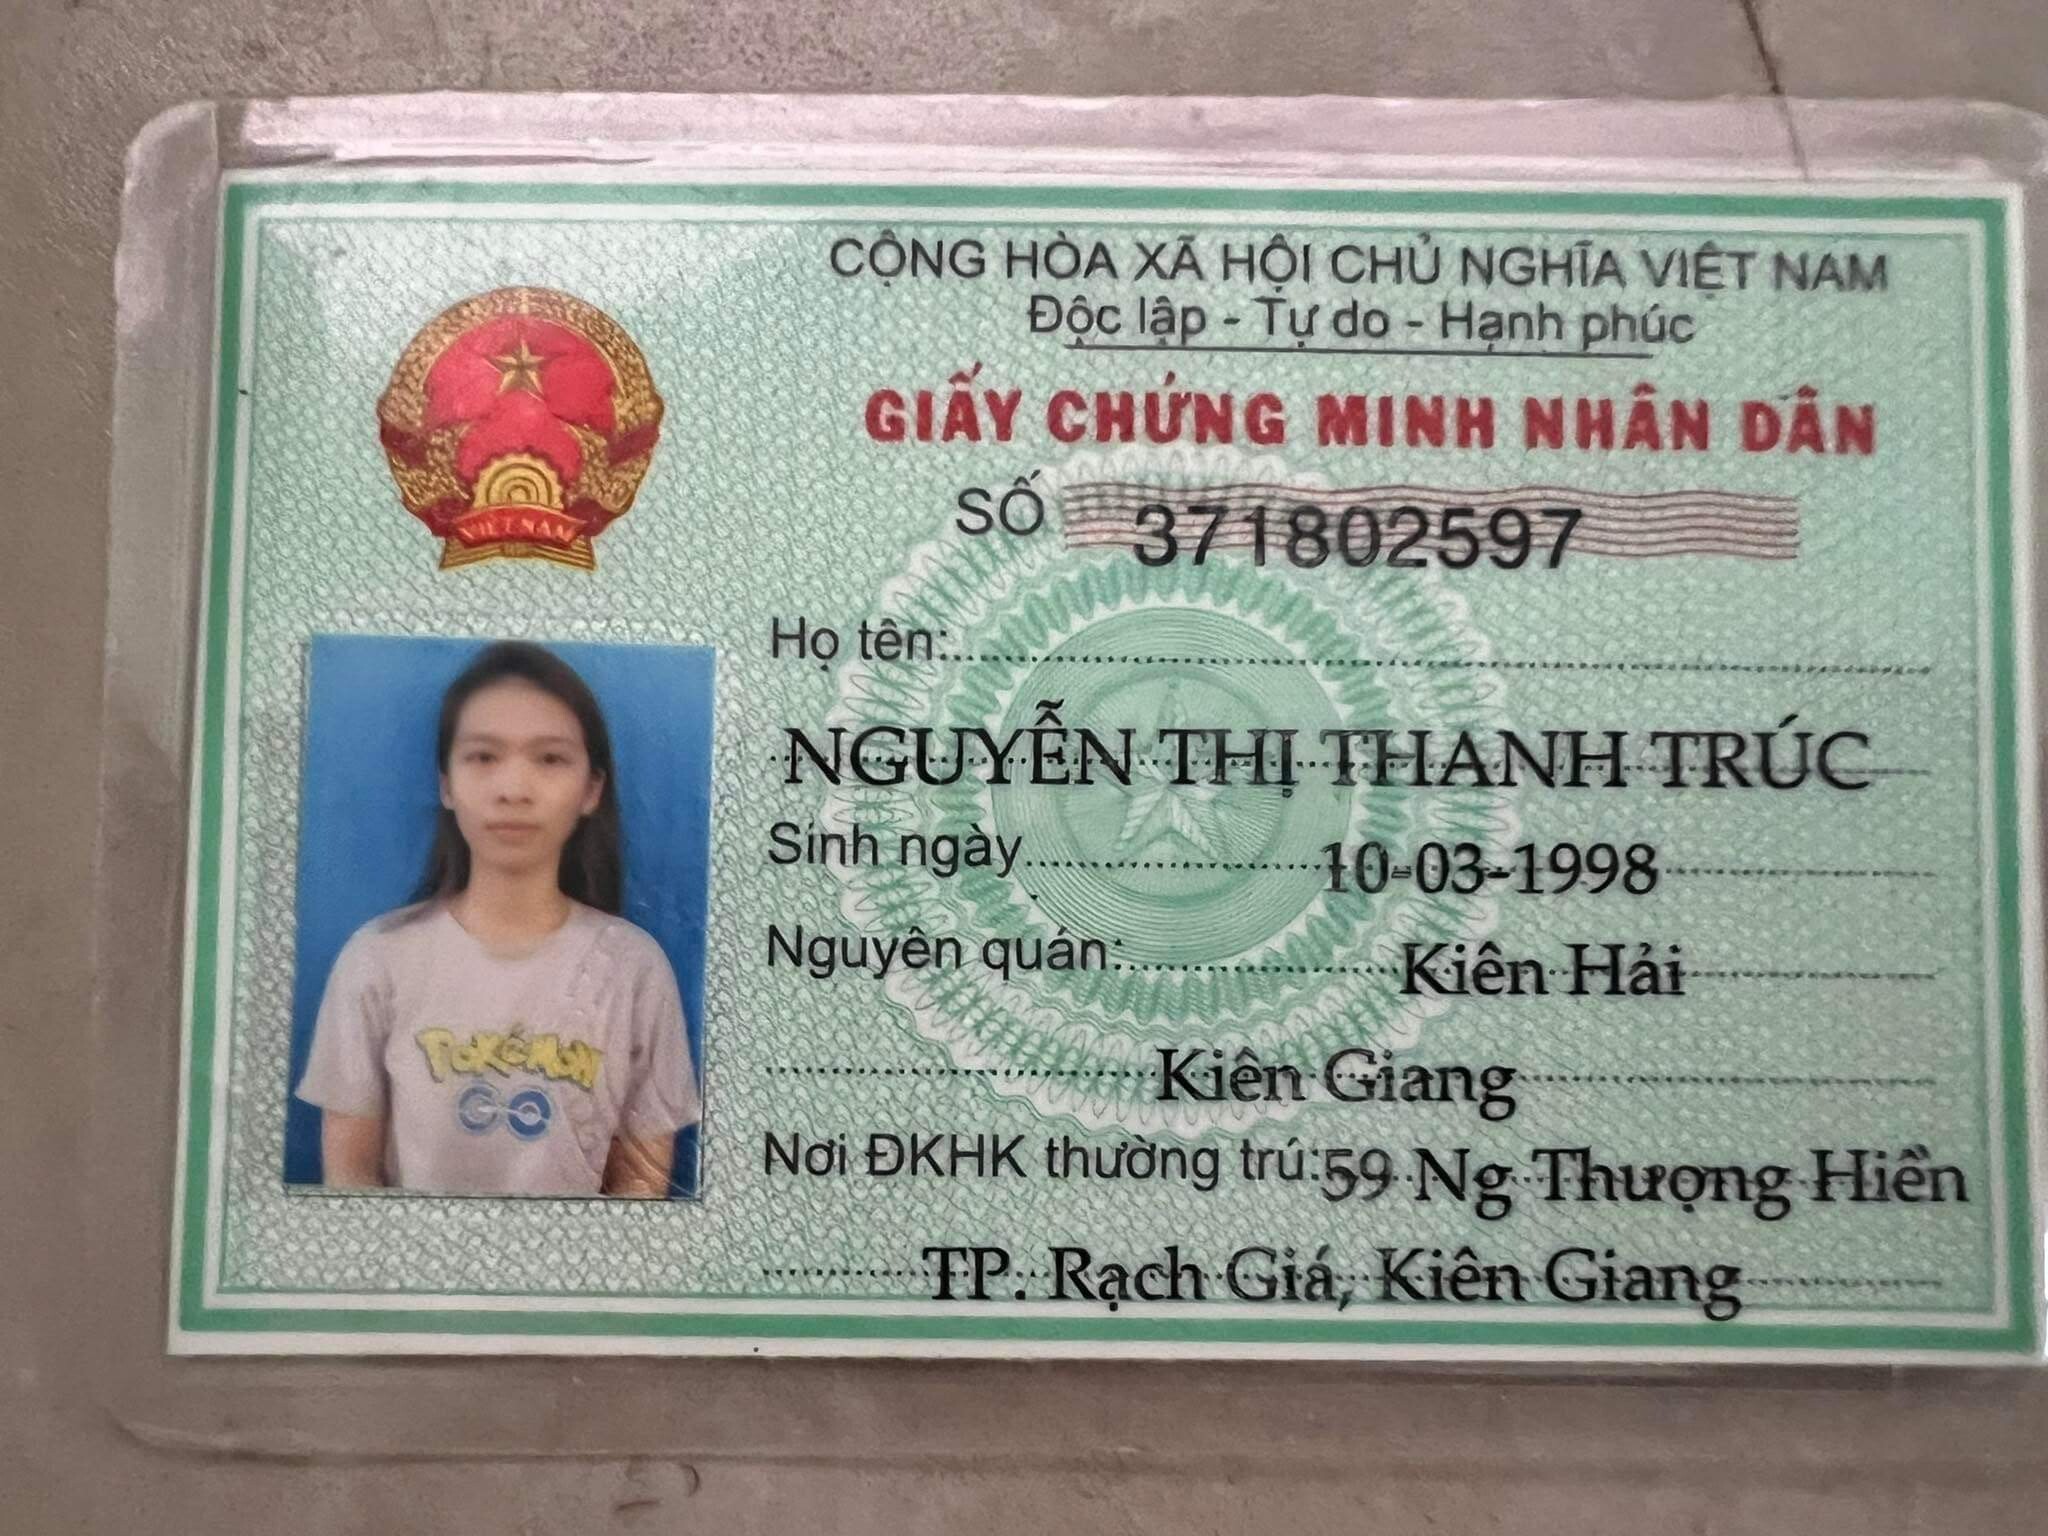 CỘNG HÒA XÃ HỘI CHỦ NGHĨA VIỆT NAM
Độc lập - Tự do - Hạnh phúc
GIẤY CHỨNG MINH NHÂN DÂN
SỐ 371802597
VIỆT NAM
Họ tên:
NGUYỄN THỊ THANH TRÚC
Sinh ngày 10-03-1998
Nguyên quán: Kiên Hải
Kiên Giang
Nơi ĐKHK thường trú: 59 Ng Thượng Hiền
TP. Rạch Giá, Kiên Giang
POKéMON
GO